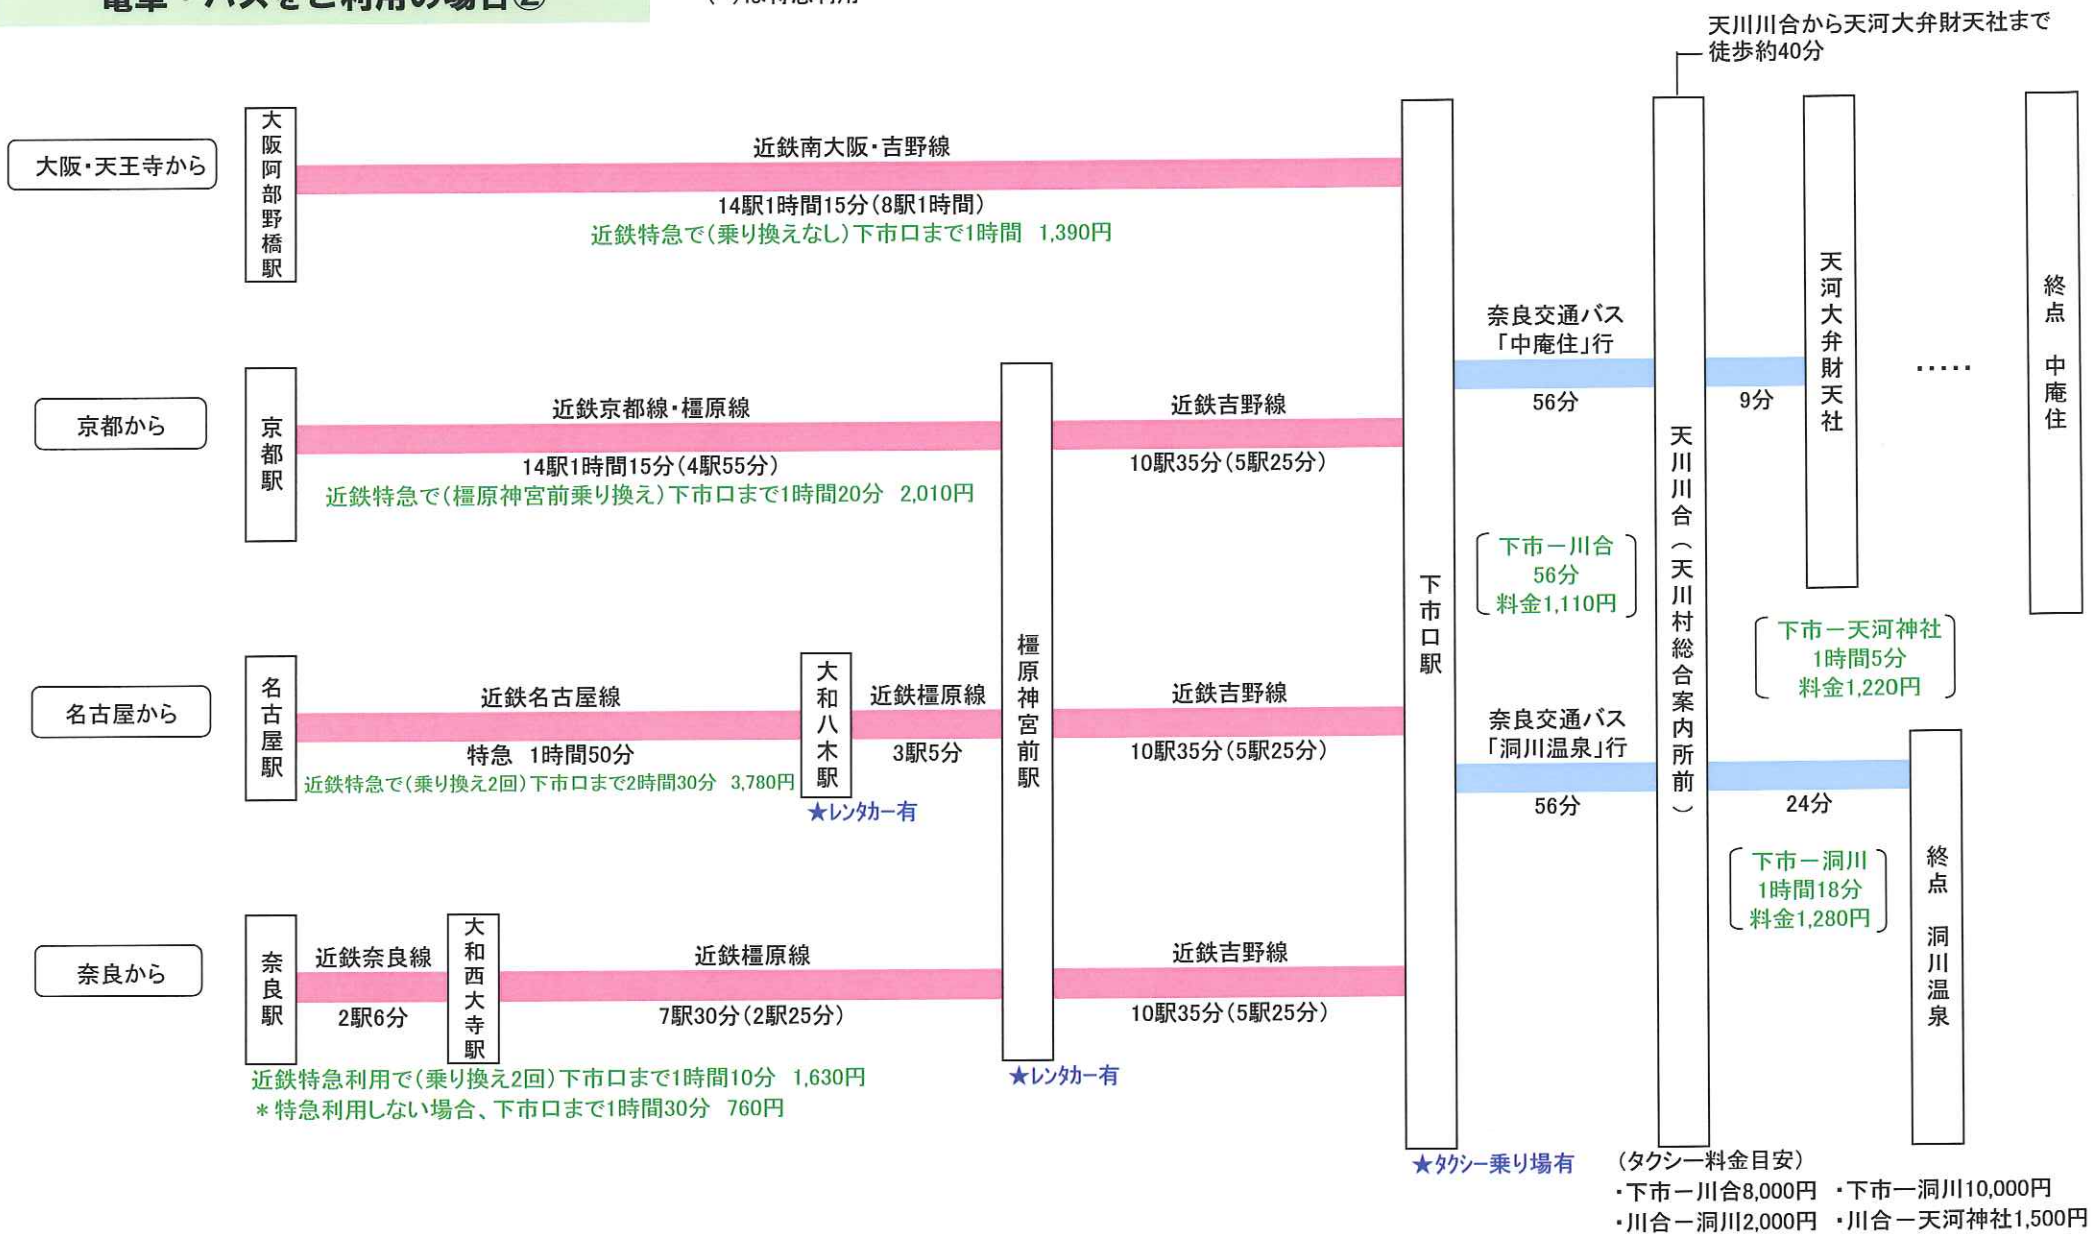 天川川合から天河大弁財天社まで
徒歩約40分
大阪・天王寺から
大阪阿部野橋駅
近鉄南大阪・吉野線
14駅1時間15分(8駅1時間)
近鉄特急で(乗り換えなし)下市口まで1時間 1,390円
京都から
京都駅
近鉄京都線・橿原線
14駅1時間15分(4駅55分)
近鉄特急で(橿原神宮前乗り換え)下市口まで1時間20分 2,010円
近鉄吉野線
10駅35分(5駅25分)
名古屋から
名古屋駅
近鉄名古屋線
特急 1時間50分
近鉄特急で(乗り換え2回)下市口まで2時間30分 3,780円
大和八木駅
★レンタカー有
近鉄橿原線
3駅5分
橿原神宮前駅
★レンタカー有
近鉄吉野線
10駅35分(5駅25分)
奈良から
奈良駅
近鉄奈良線
2駅6分
大和西大寺駅
近鉄橿原線
7駅30分(2駅25分)
近鉄吉野線
10駅35分(5駅25分)
近鉄特急利用で(乗り換え2回)下市口まで1時間10分 1,630円
*特急利用しない場合、下市口まで1時間30分 760円
下市口駅
★タクシー乗り場有
奈良交通バス
「中庵住」行
56分
下市-川合
56分
料金1,110円
天川川合(天川村総合案内所前)
9分
天河大弁財天社
・・・・・
終点 中庵住
下市-天河神社
1時間5分
料金1,220円
奈良交通バス
「洞川温泉」行
56分
24分
下市-洞川
1時間18分
料金1,280円
終点 洞川温泉
(タクシー料金目安)
・下市-川合8,000円 ・下市-洞川10,000円
・川合-洞川2,000円 ・川合-天河神社1,500円